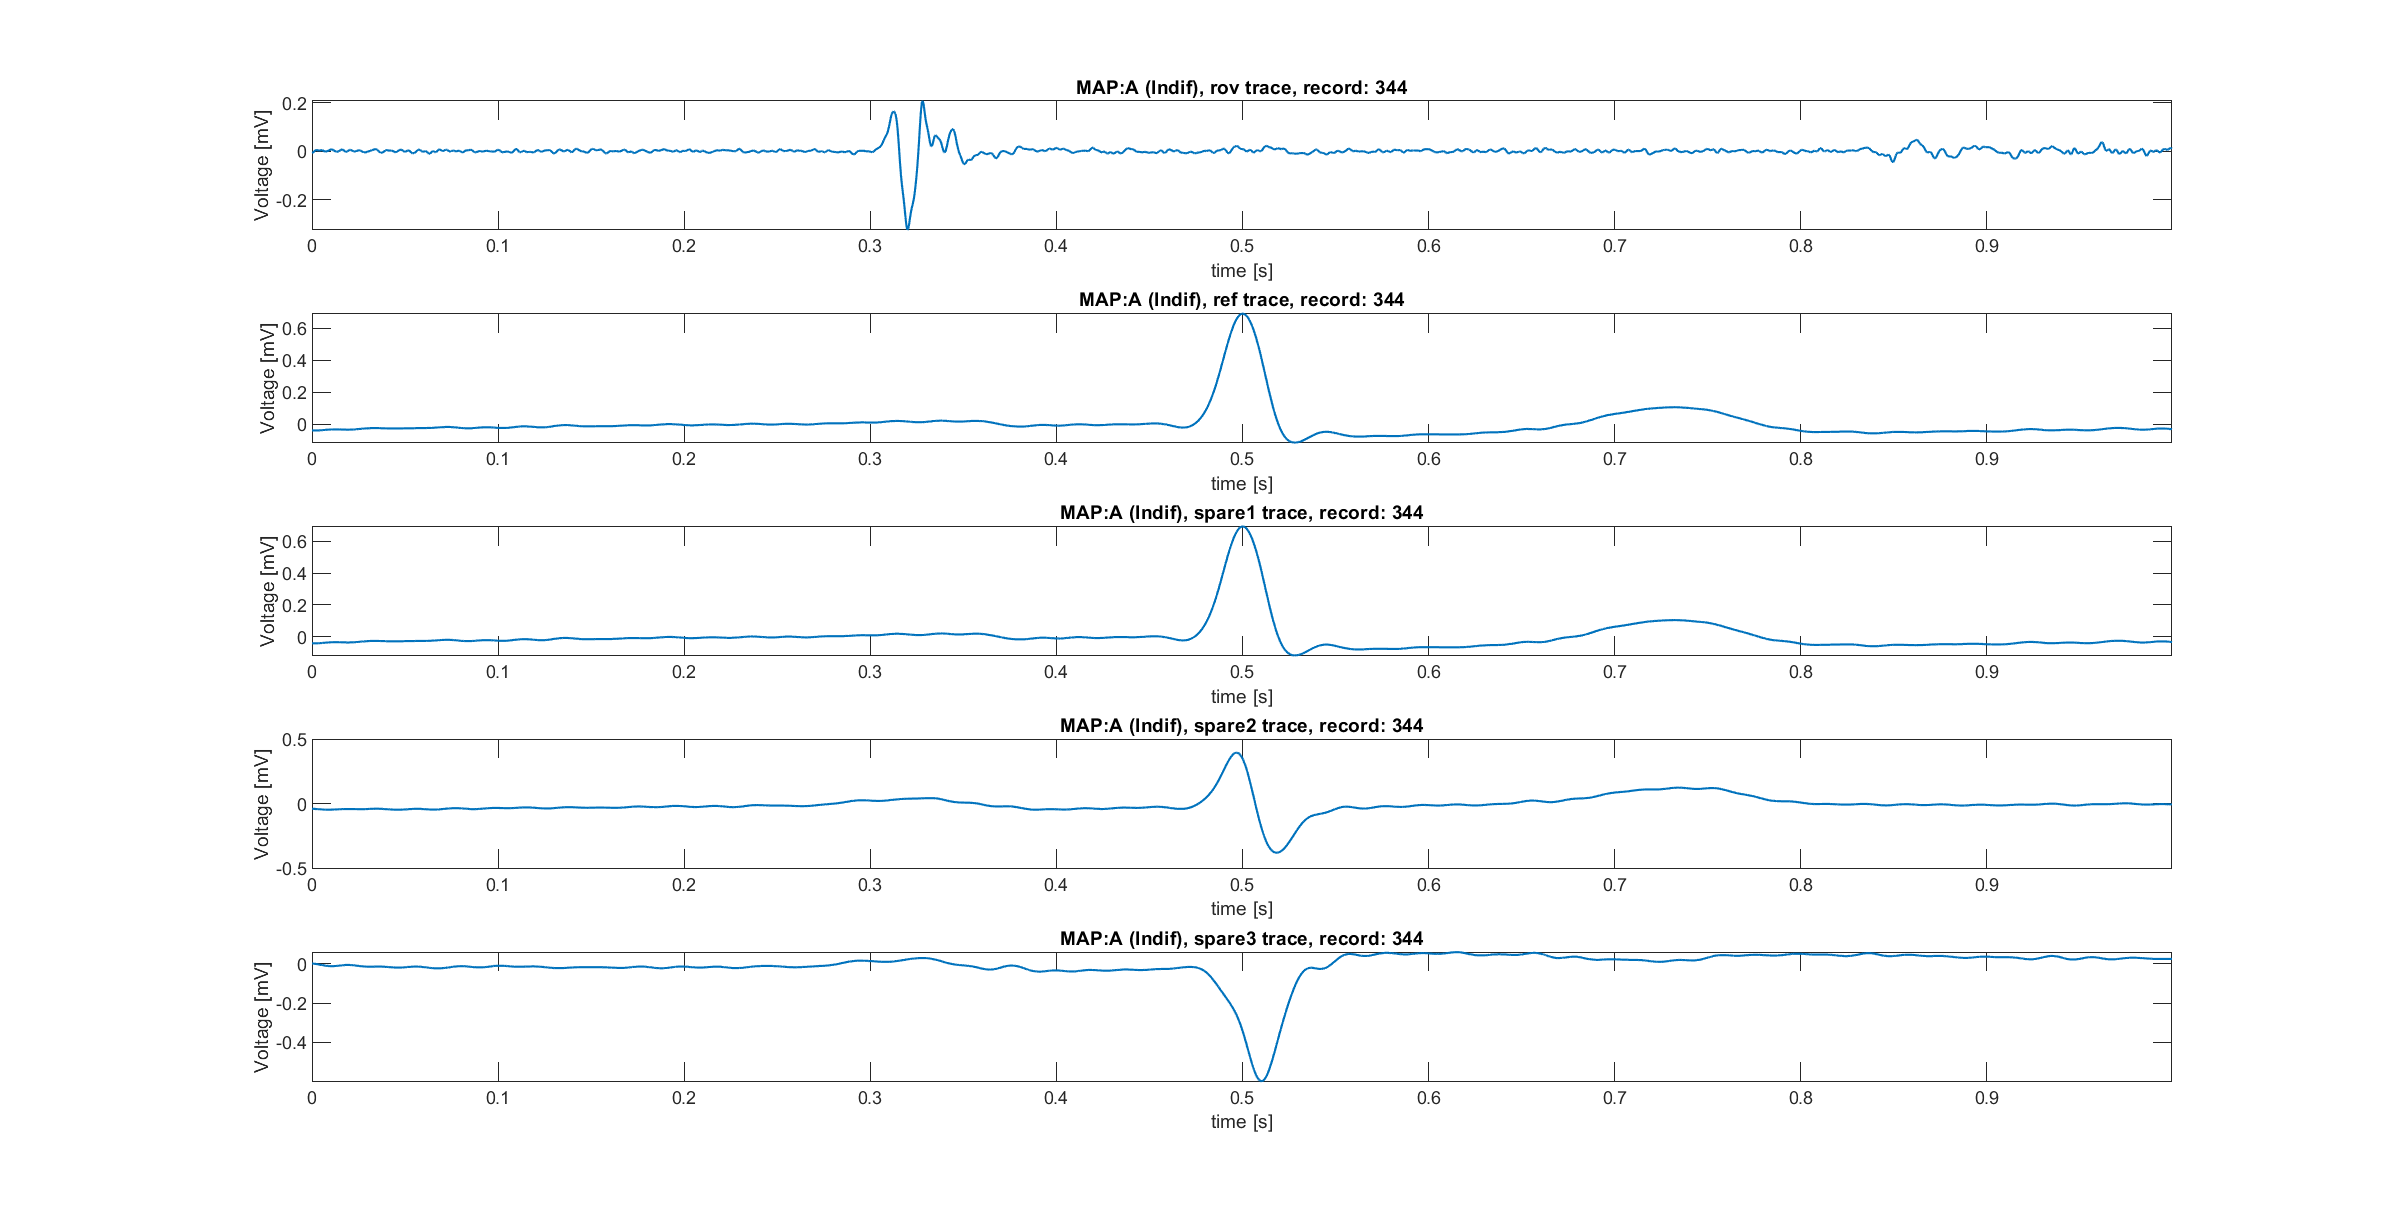 MAP:A (Indif), rov trace, record: 344
Voltage [mV]
0.2
0
-0.2
0 0.1 0.2 0.3 0.4 0.5 0.6 0.7 0.8 0.9
time [s]
MAP:A (Indif), ref trace, record: 344
Voltage [mV]
0.6
0.4
0.2
0
0 0.1 0.2 0.3 0.4 0.5 0.6 0.7 0.8 0.9
time [s]
MAP:A (Indif), spare1 trace, record: 344
Voltage [mV]
0.6
0.4
0.2
0
0 0.1 0.2 0.3 0.4 0.5 0.6 0.7 0.8 0.9
time [s]
MAP:A (Indif), spare2 trace, record: 344
Voltage [mV]
0.5
0
-0.5
0 0.1 0.2 0.3 0.4 0.5 0.6 0.7 0.8 0.9
time [s]
MAP:A (Indif), spare3 trace, record: 344
Voltage [mV]
0
-0.2
-0.4
0 0.1 0.2 0.3 0.4 0.5 0.6 0.7 0.8 0.9
time [s]